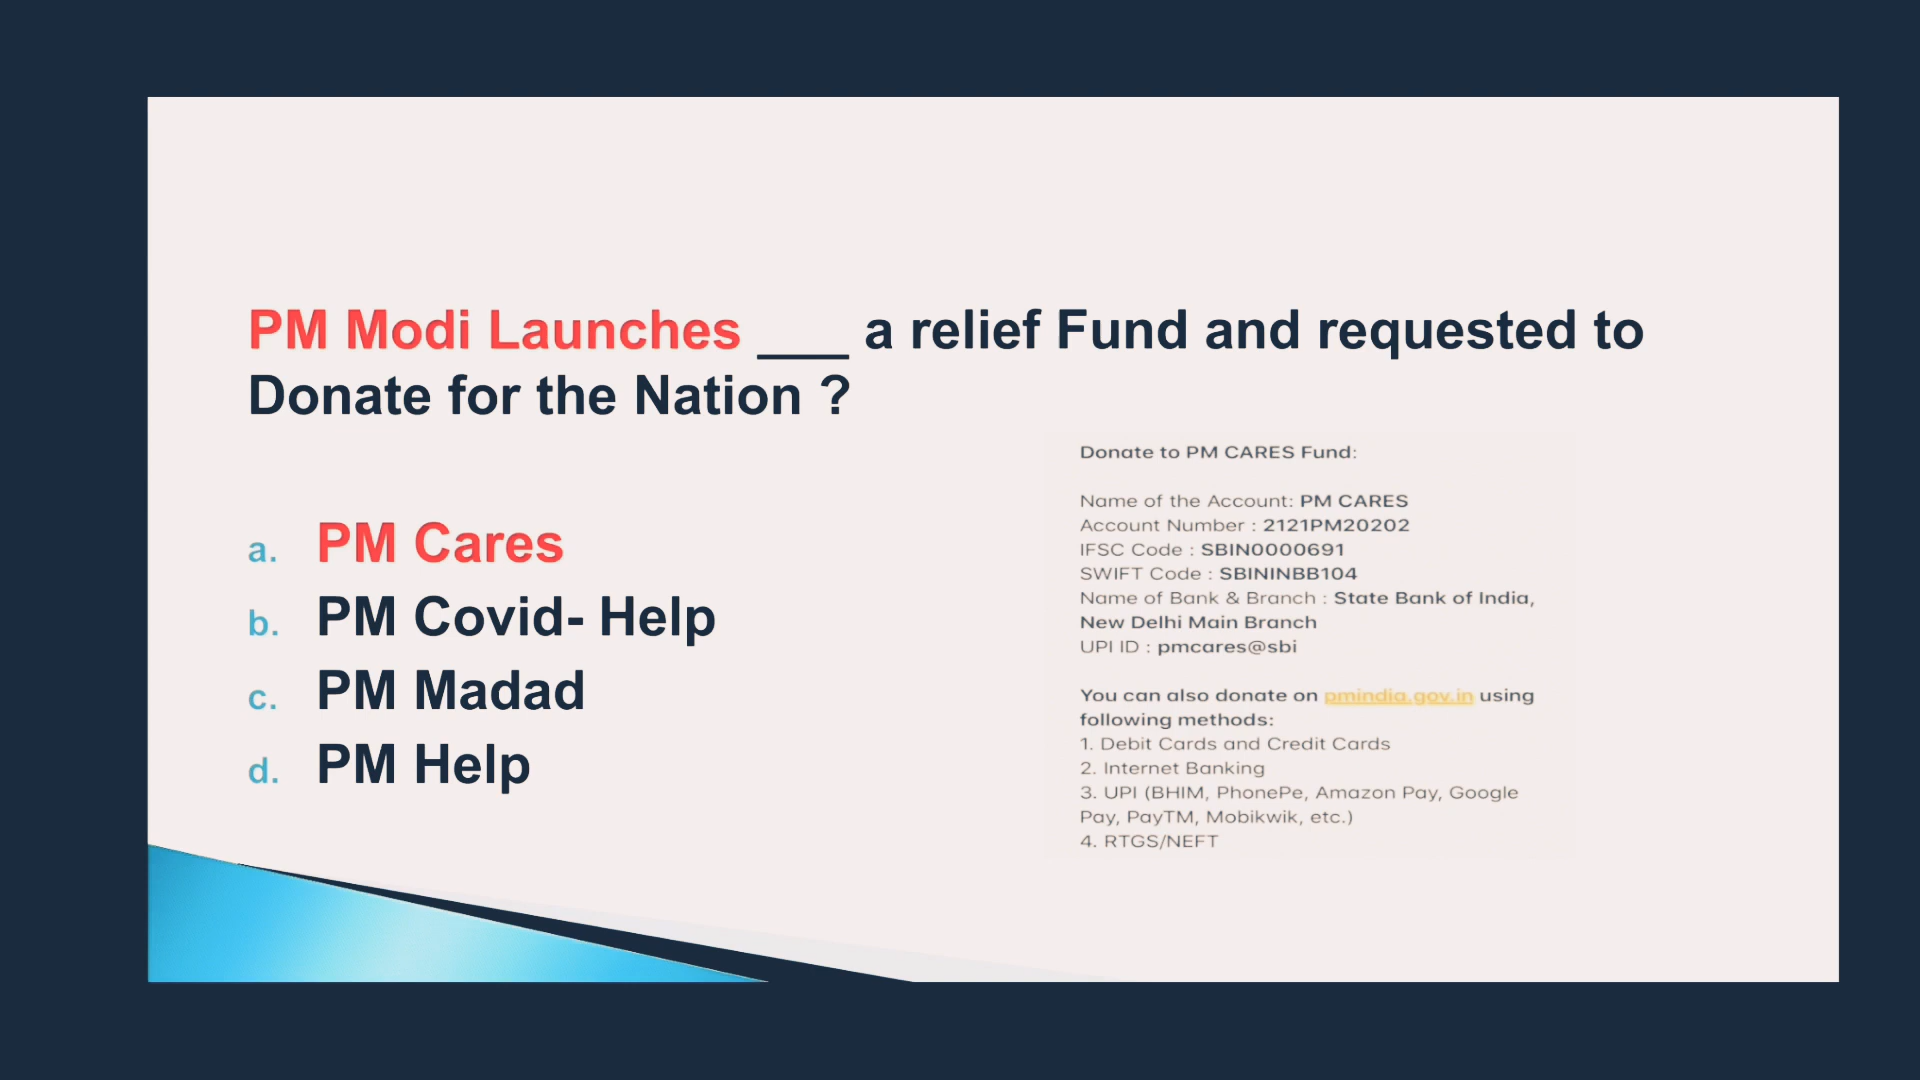 PM Modi Launches ___ a relief Fund and requested to
Donate for the Nation ?
a. PM Cares
b. PM Covid- Help
c. PM Madad
d. PM Help
Donate to PM CARES Fund:
Name of the Account: PM CARES
Account Number : 2121PM20202
IFSC Code : SBIN0000691
SWIFT Code : SBININBB104
Name of Bank & Branch : State Bank of India,
New Delhi Main Branch
UPI ID : pmcares@sbi
You can also donate on pmindia.gov.in using
following methods:
1. Debit Cards and Credit Cards
2. Internet Banking
3. UPI (BHIM, PhonePe, Amazon Pay, Google
Pay, PayTM, Mobikwik, etc.)
4. RTGS/NEFT